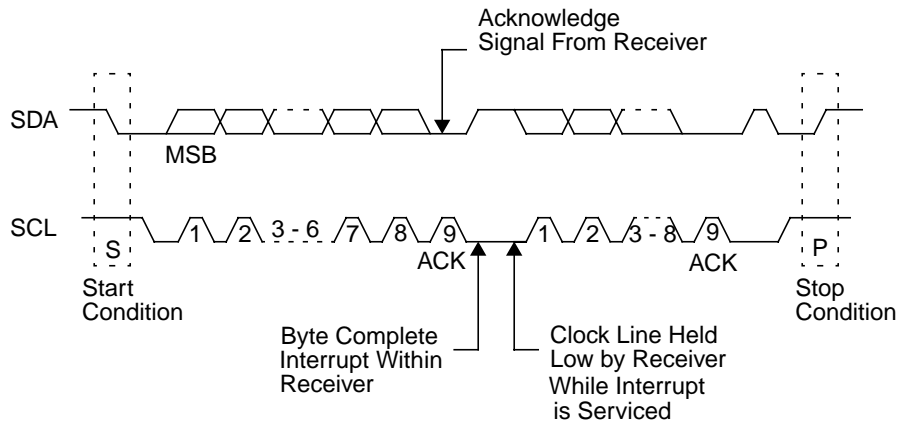 Acknowledge
Signal From Receiver
SDA
MSB
SCL
S
1
2
3 - 6
7
8
9
1
2
3 - 8
9
P
ACK
ACK
Start
Condition
Stop
Condition
Byte Complete
Interrupt Within
Receiver
Clock Line Held
Low by Receiver
While Interrupt
is Serviced